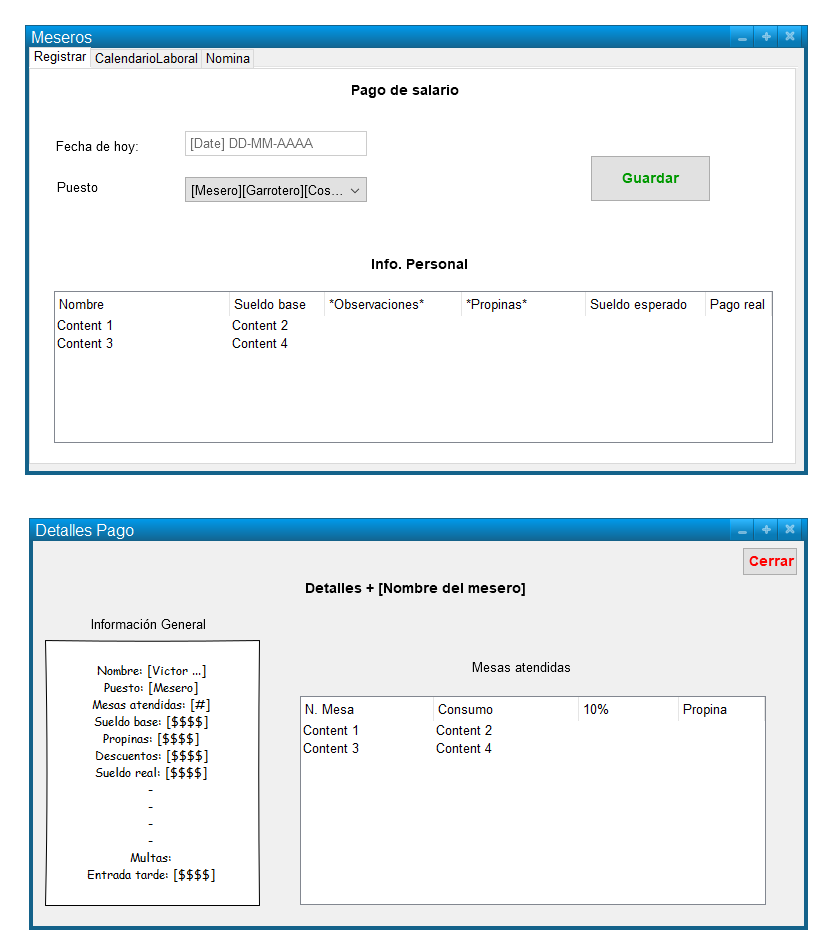 Meseros
Registrar CalendarioLaboral Nomina
Pago de salario
Fecha de hoy: [Date] DD-MM-AAAA
Puesto [Mesero][Garrotero][Cos...
Guardar
Info. Personal
Nombre Sueldo base *Observaciones* *Propinas* Sueldo esperado Pago real
Content 1 Content 2
Content 3 Content 4
Detalles Pago
Cerrar
Detalles + [Nombre del mesero]
Información General
Nombre: [Victor ...]
Puesto: [Mesero]
Mesas atendidas: [#]
Sueldo base: [$$$$]
Propinas: [$$$$]
Descuentos: [$$$$]
Sueldo real: [$$$$]
-
-
-
-
Multas:
Entrada tarde: [$$$$]
Mesas atendidas
N. Mesa Consumo 10% Propina
Content 1 Content 2
Content 3 Content 4